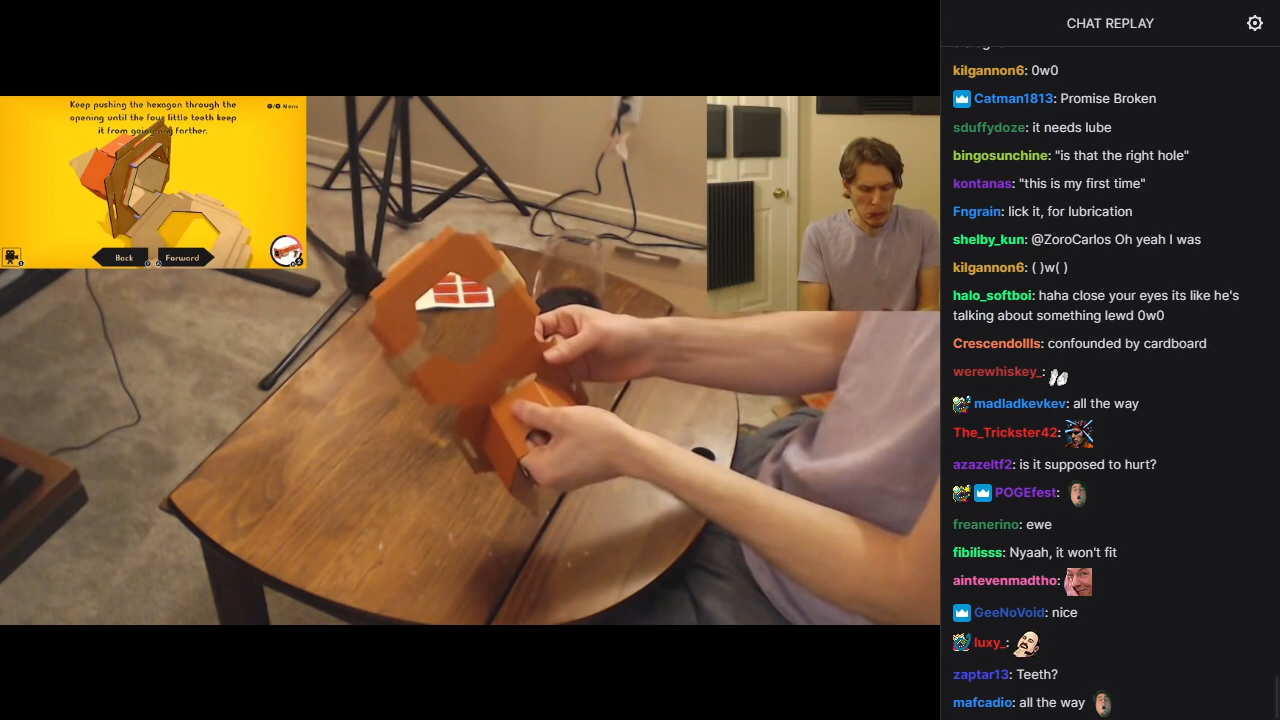 Keep pushing the hexagon through the
opening until the four little teeth keep
it from going any farther.
Menu
Back
Forward
CHAT REPLAY
kilgannon6: 0w0
Catman1813: Promise Broken
sduffydoze: it needs lube
bingosunchine: "is that the right hole"
kontanas: "this is my first time"
Fngrain: lick it, for lubrication
shelby_kun: @ZoroCarlos Oh yeah I was
kilgannon6: ( )w( )
halo_softboi: haha close your eyes its like he's
talking about something lewd 0w0
Crescendollls: confounded by cardboard
werewhiskey_:
madladkevkev: all the way
The_Trickster42:
azazeltf2: is it supposed to hurt?
POGEfest:
freanerino: ewe
fibilisss: Nyaah, it won't fit
aintevenmadtho:
GeeNoVoid: nice
luxy_:
zaptar13: Teeth?
mafcadio: all the way